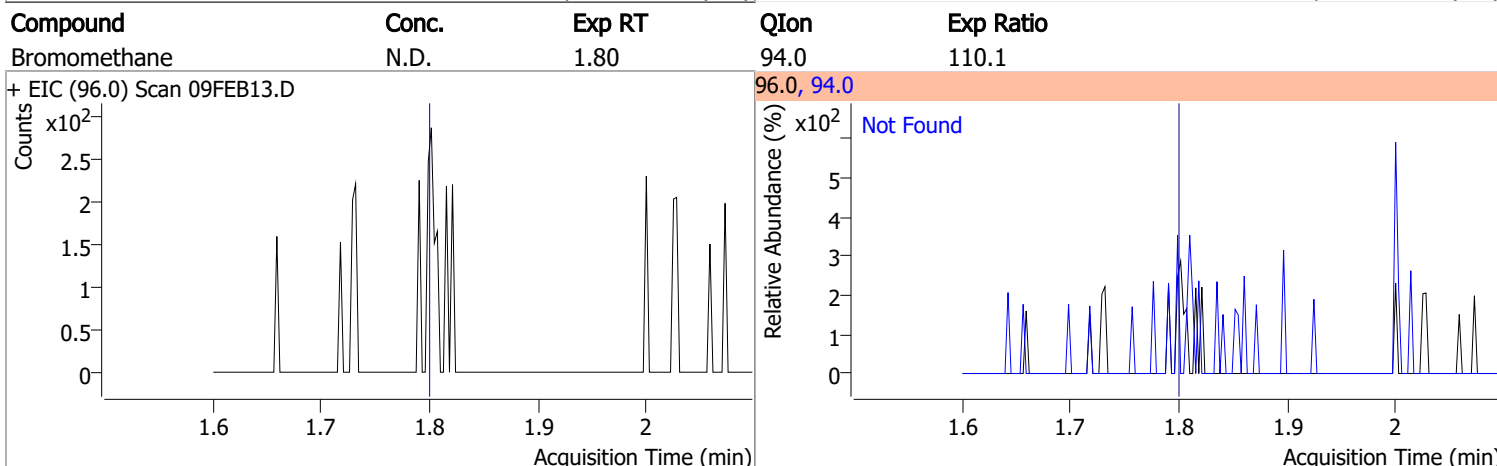 Compound Conc. Exp RT QIon Exp Ratio
Bromomethane N.D. 1.80 94.0 110.1
+ EIC (96.0) Scan 09FEB13.D
Counts
x10²
2.5
2
1.5
1
0.5
0
1.6 1.7 1.8 1.9 2
Acquisition Time (min)
96.0, 94.0
Relative Abundance (%)
x10²
Not Found
5
4
3
2
1
0
1.6 1.7 1.8 1.9 2
Acquisition Time (min)